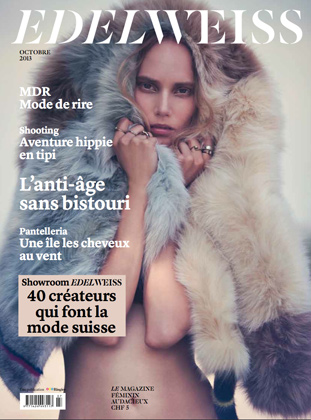 EDELWEISS
OCTOBRE
2013
MDR
Mode de rire
Shooting
Aventure hippie
en tipi
L'anti-âge
sans bistouri
Pantelleria
Une île les cheveux
au vent
Showroom EDELWEISS
40 créateurs
qui font la
mode suisse
LE MAGAZINE
FÉMININ
AUDACIEUX
CHF 5